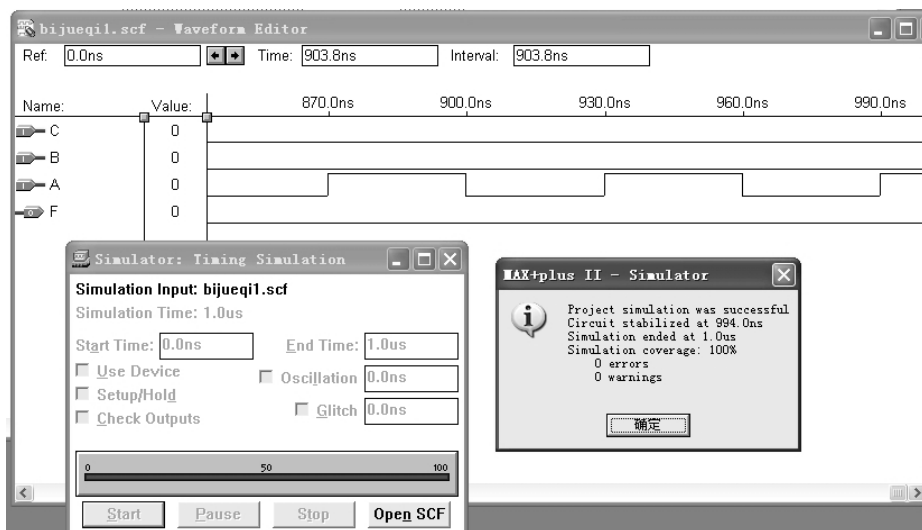 bijueqi1.scf - Waveform Editor
Ref: 0.0ns Time: 903.8ns Interval: 903.8ns
Name: Value: 870.0ns 900.0ns 930.0ns 960.0ns 990.0ns
C 0
B 0
A 0
F 0
Simulator: Timing Simulation
Simulation Input: bijueqi1.scf
Simulation Time: 1.0us
Start Time: 0.0ns End Time: 1.0us
Use Device
Oscillation 0.0ns
Setup/Hold
Glitch 0.0ns
Check Outputs
0 50 100
Start Pause Stop Open SCF
MAX+plus II - Simulator
Project simulation was successful
Circuit stabilized at 994.0ns
Simulation ended at 1.0us
Simulation coverage: 100%
0 errors
0 warnings
确定